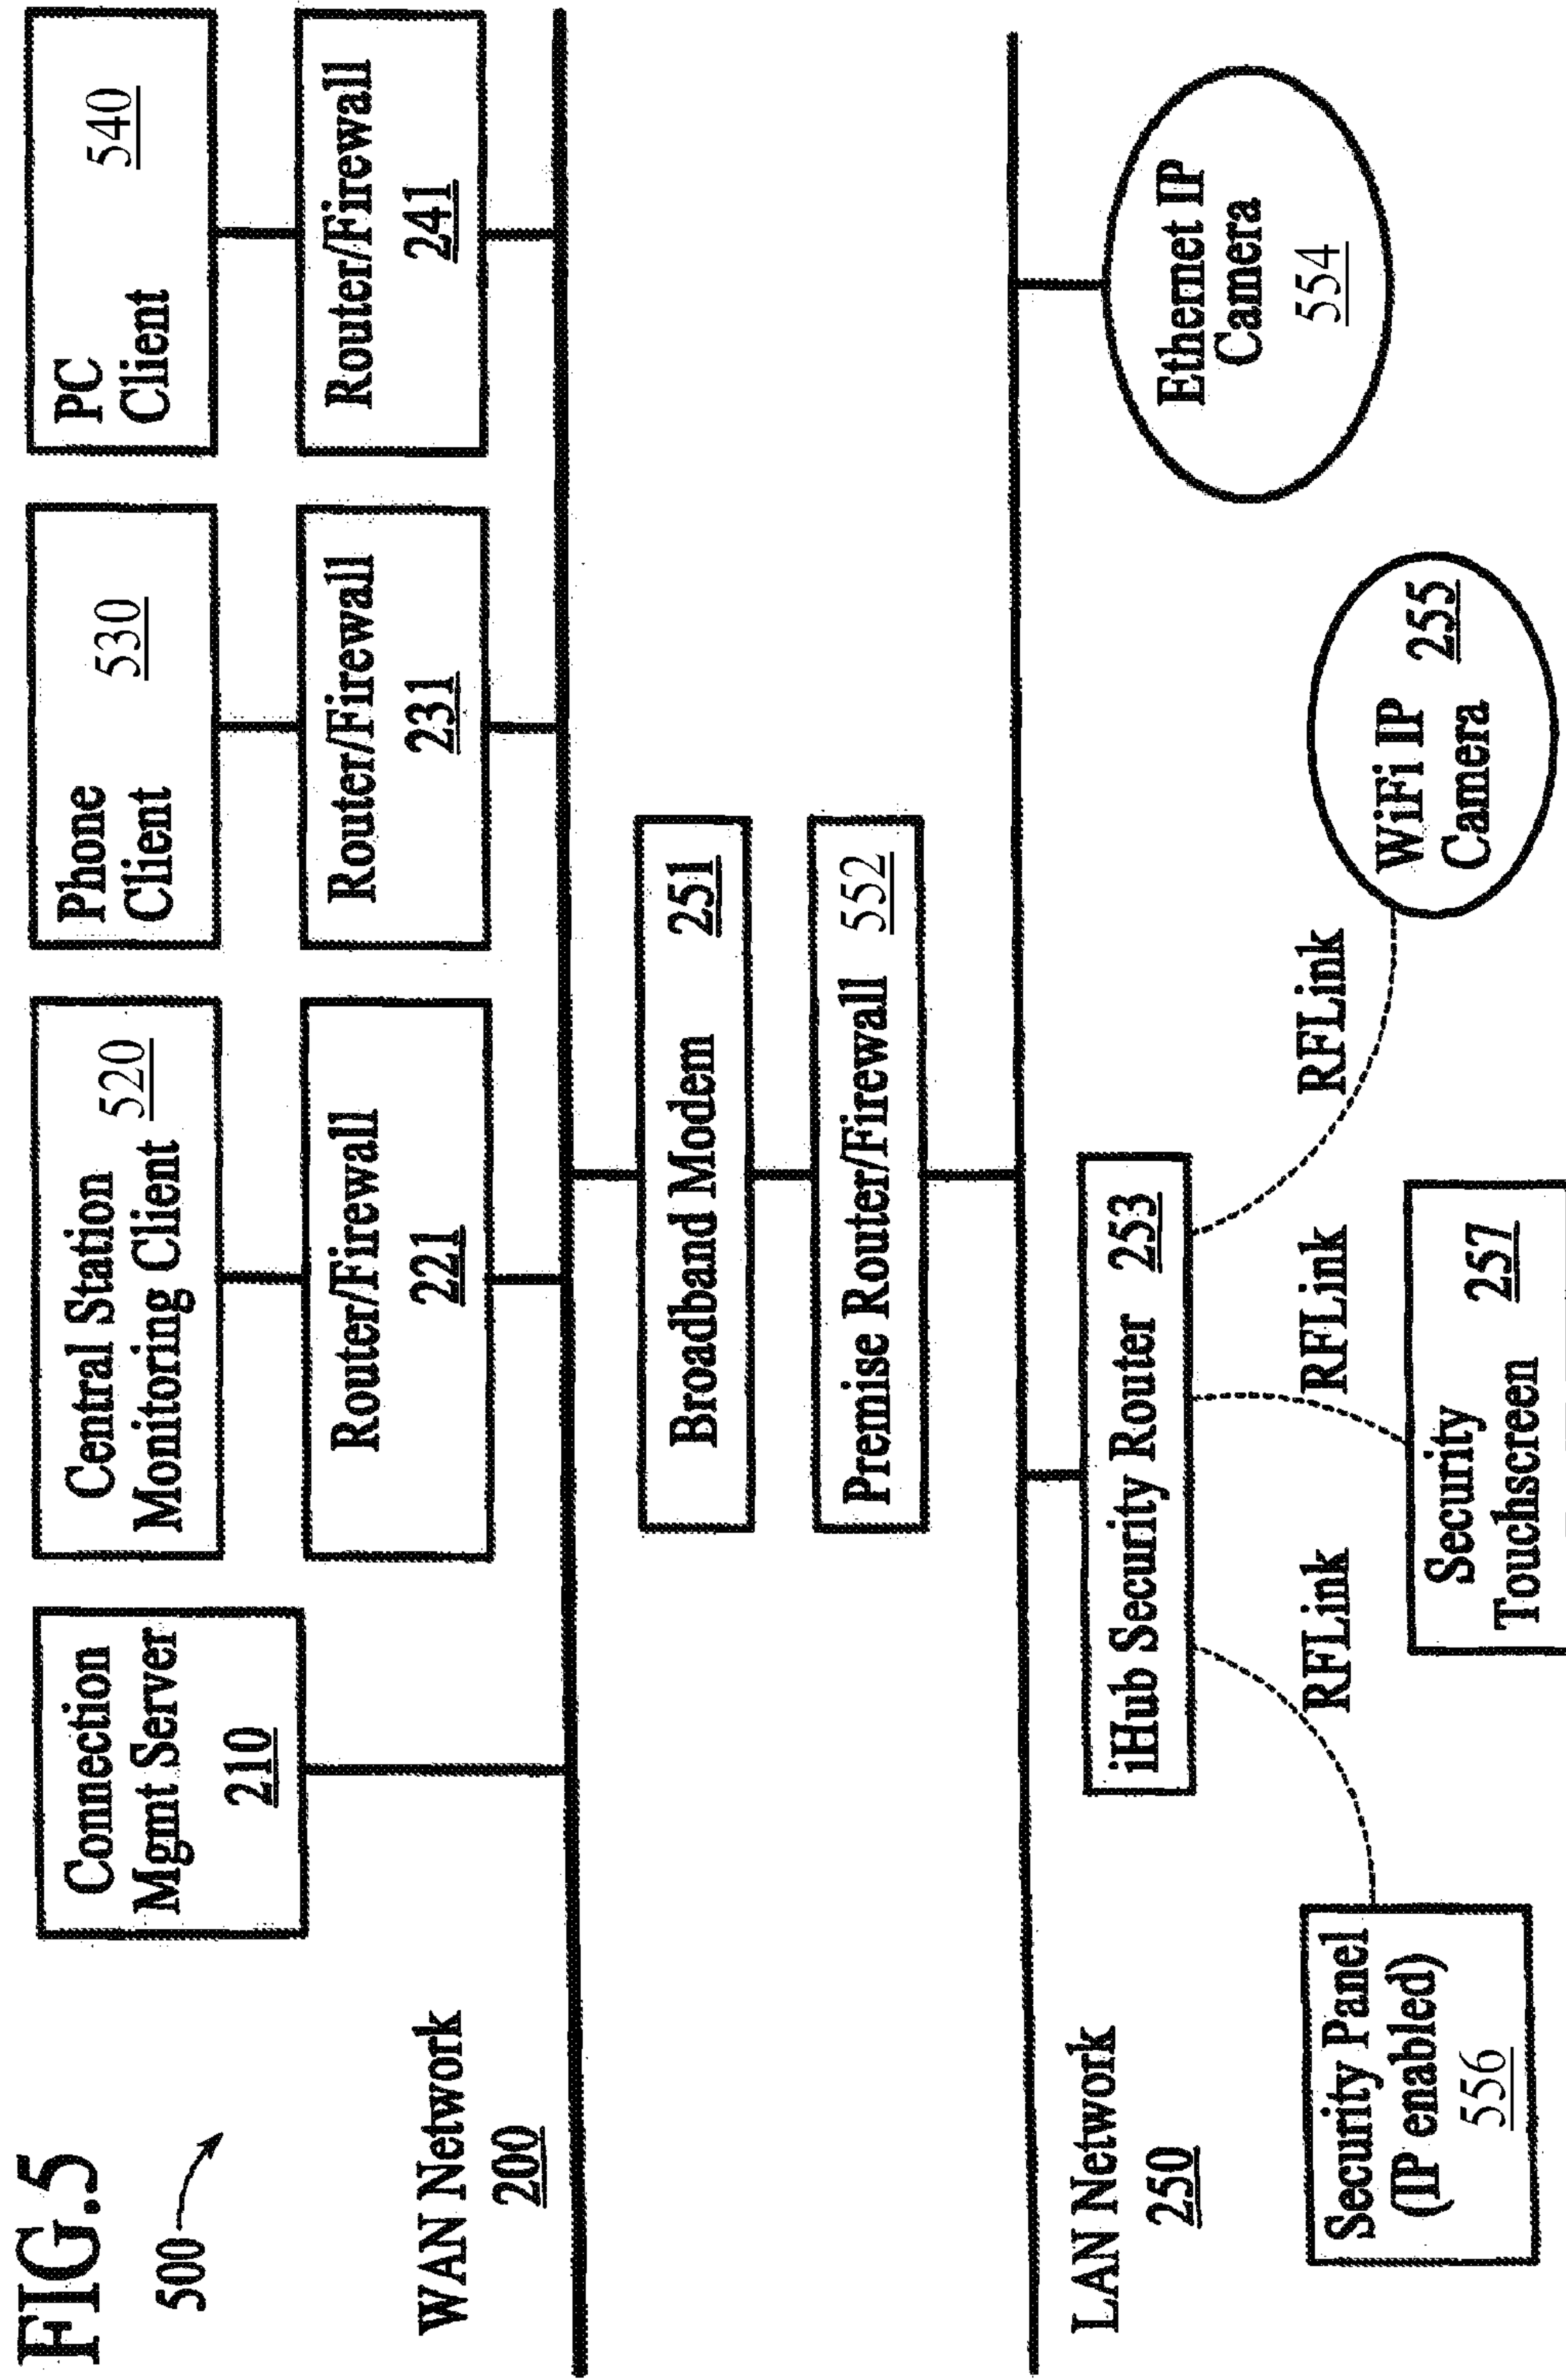 FIG.5
500
Connection
Mgmt Server
210
Central Station
Monitoring Client
520
Phone
Client
530
PC
Client
540
Router/Firewall
221
Router/Firewall
231
Router/Firewall
241
WAN Network
200
Broadband Modem 251
Premise Router/Firewall 552
LAN Network
250
iHub Security Router 253
RFLink
RFLink
RFLink
Security Panel
(IP enabled)
556
Security
Touchscreen
257
WiFi IP
Camera
255
Ethernet IP
Camera
554